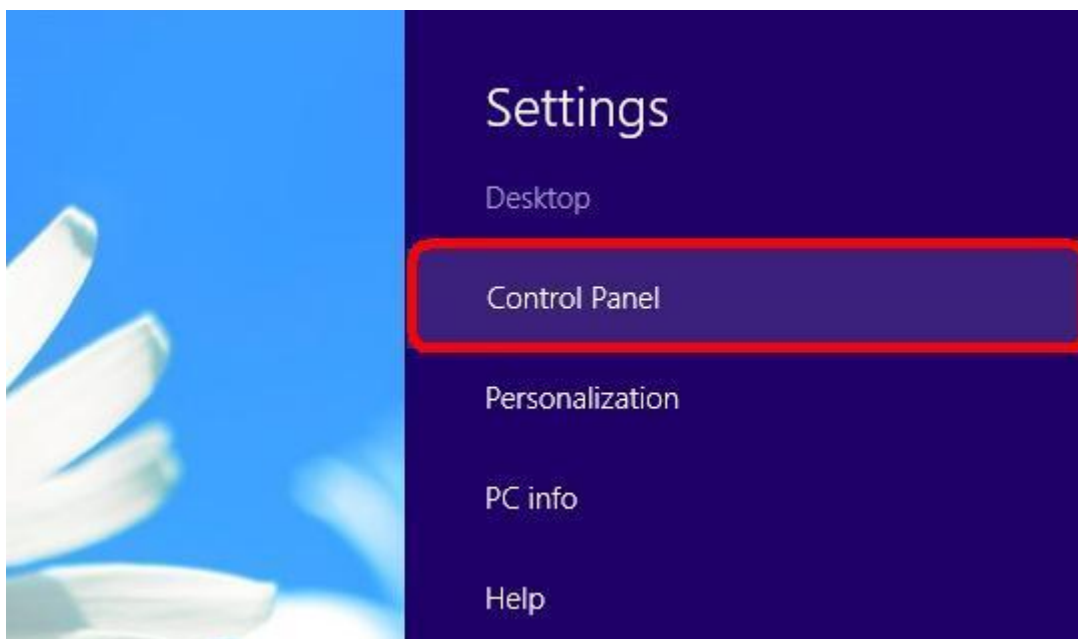 Settings
Desktop
Control Panel
Personalization
PC info
Help